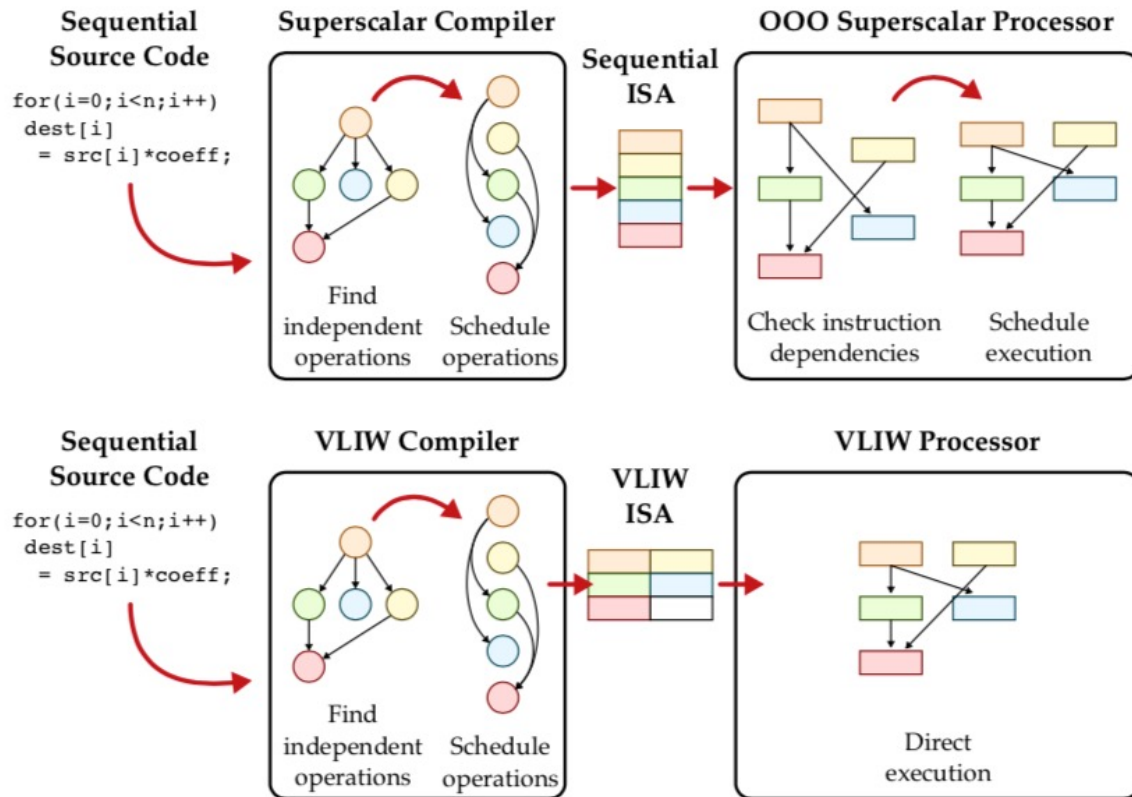 Sequential
Source Code
for(i=0;i<n;i++)
dest[i]
= src[i]*coeff;
Superscalar Compiler
Find
independent
operations
Schedule
operations
Sequential
ISA
OOO Superscalar Processor
Check instruction
dependencies
Schedule
execution
Sequential
Source Code
for(i=0;i<n;i++)
dest[i]
= src[i]*coeff;
VLIW Compiler
Find
independent
operations
Schedule
operations
VLIW
ISA
VLIW Processor
Direct
execution